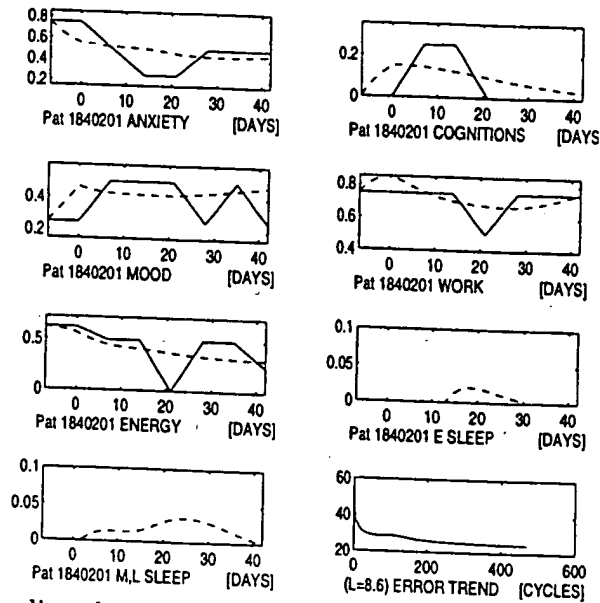 0.8
0.6
0.4
0.2
0 10 20 30 40
Pat 1840201 ANXIETY [DAYS]
0.2
0
0 10 20 30 40
Pat 1840201 COGNITIONS [DAYS]
0.4
0.2
0 10 20 30 40
Pat 1840201 MOOD [DAYS]
0.8
0.6
0.4
0 10 20 30 40
Pat 1840201 WORK [DAYS]
0.5
0
0 10 20 30 40
Pat 1840201 ENERGY [DAYS]
0.1
0.05
0
0 10 20 30 40
Pat 1840201 E SLEEP [DAYS]
0.1
0.05
0
0 10 20 30 40
Pat 1840201 M,L SLEEP [DAYS]
60
40
20
0 200 400 600
(L=8.6) ERROR TREND [CYCLES]